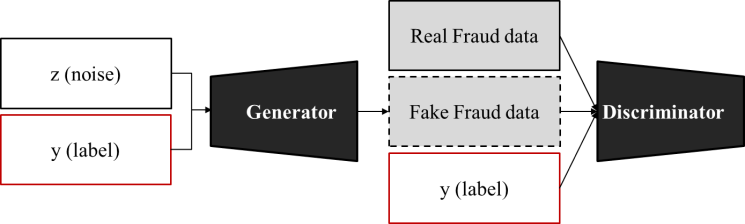 z (noise)
y (label)
Generator
Real Fraud data
Fake Fraud data
y (label)
Discriminator